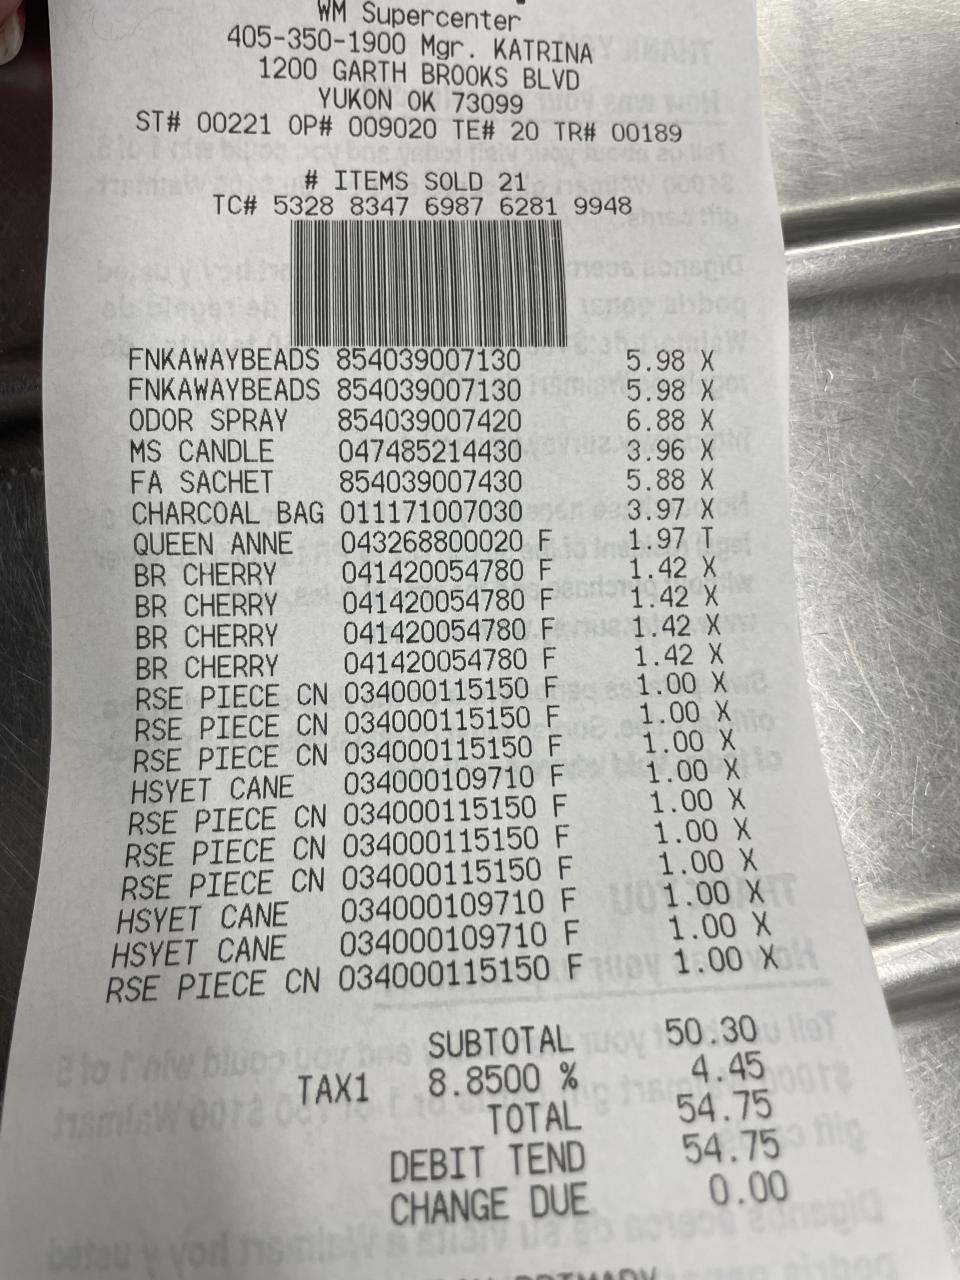 WM Supercenter
405-350-1900 Mgr. KATRINA
1200 GARTH BROOKS BLVD
YUKON OK 73099
ST# 00221 OP# 009020 TE# 20 TR# 00189
# ITEMS SOLD 21
TC# 5328 8347 6987 6281 9948
FNKAWAYBEADS 854039007130 5.98 X
FNKAWAYBEADS 854039007130 5.98 X
ODOR SPRAY 854039007420 6.88 X
MS CANDLE 047485214430 3.96 X
FA SACHET 854039007430 5.88 X
CHARCOAL BAG 011171007030 3.97 X
QUEEN ANNE 043268800020 F 1.97 T
BR CHERRY 041420054780 F 1.42 X
BR CHERRY 041420054780 F 1.42 X
BR CHERRY 041420054780 F 1.42 X
BR CHERRY 041420054780 F 1.42 X
RSE PIECE CN 034000115150 F 1.00 X
RSE PIECE CN 034000115150 F 1.00 X
RSE PIECE CN 034000115150 F 1.00 X
HSYET CANE 034000109710 F 1.00 X
RSE PIECE CN 034000115150 F 1.00 X
RSE PIECE CN 034000115150 F 1.00 X
RSE PIECE CN 034000115150 F 1.00 X
HSYET CANE 034000109710 F 1.00 X
HSYET CANE 034000109710 F 1.00 X
RSE PIECE CN 034000115150 F 1.00 X
SUBTOTAL 50.30
TAX1 8.8500 % 4.45
TOTAL 54.75
DEBIT TEND 54.75
CHANGE DUE 0.00